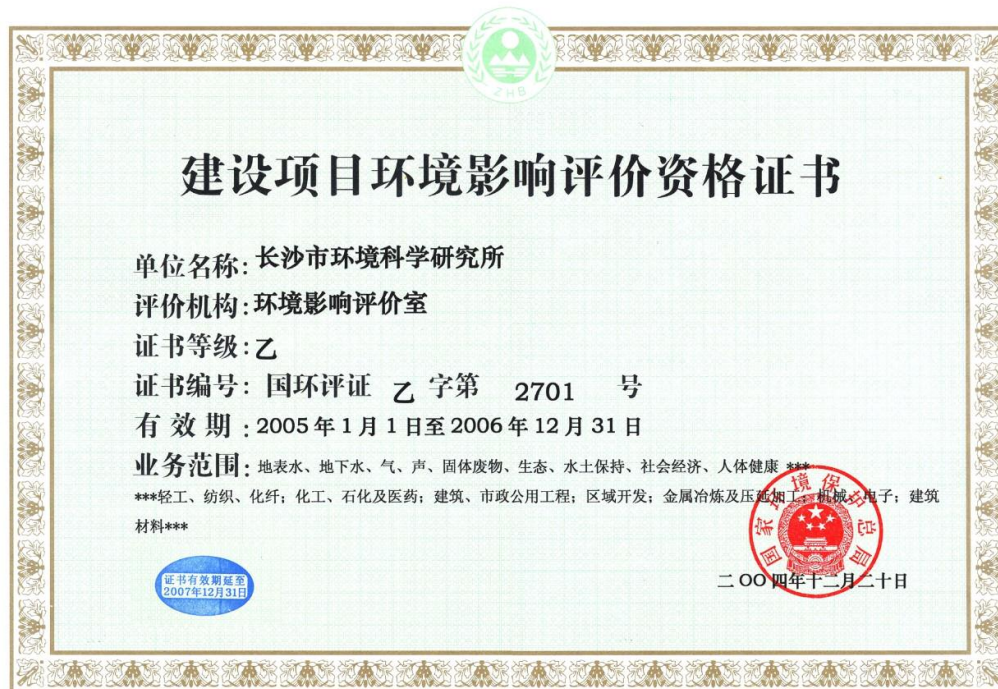 ZHB
建设项目环境影响评价资格证书
单位名称:长沙市环境科学研究所
评价机构:环境影响评价室
证书等级:乙
证书编号: 国环评证 乙 字第 2701 号
有 效 期 :2005年1月1日至2006年12月31日
业务范围: 地表水、地下水、气、声、固体废物、生态、水土保持、社会经济、人体健康 ***
***轻工、纺织、化纤；化工、石化及医药；建筑、市政公用工程；区域开发；金属冶炼及压延加工；机械、电子；建筑
材料***
国家环境保护总局
证书有效期延至
2007年12月31日
二OO四年十二月二十日